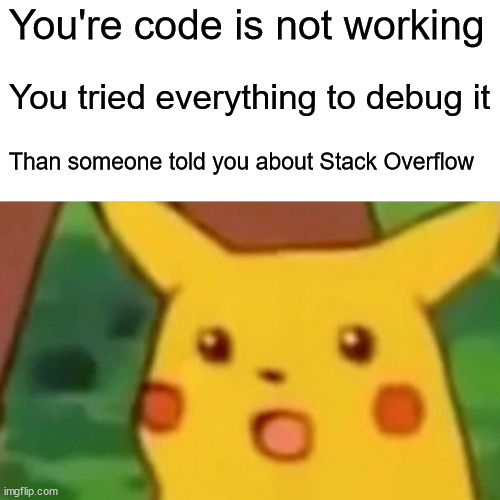 You're code is not working
You tried everything to debug it
Than someone told you about Stack Overflow
imgflip.com